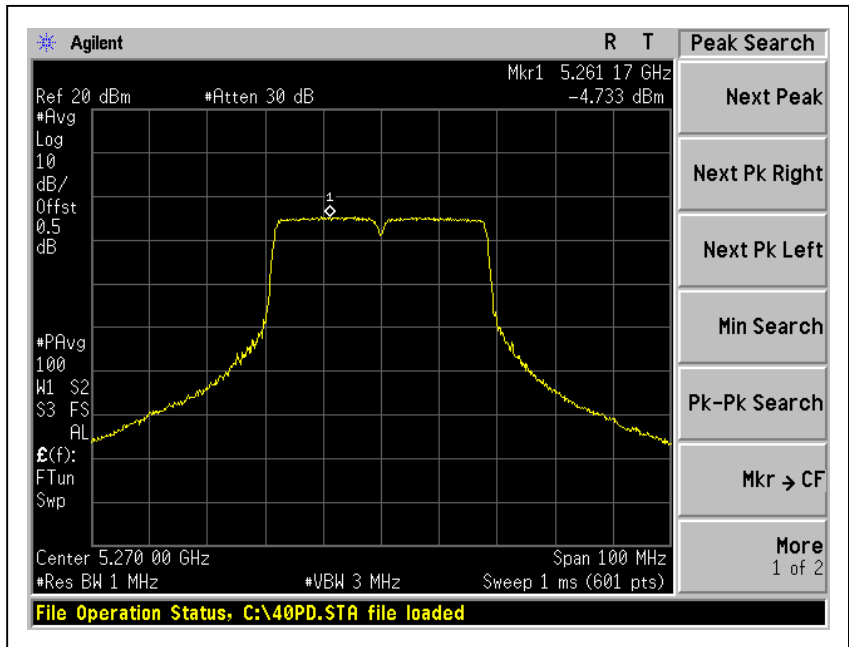 Agilent R T
Peak Search
Mkr1 5.261 17 GHz
Ref 20 dBm #Atten 30 dB -4.733 dBm
#Avg
Log
10
dB/
Offst
0.5
dB
1
#PAvg
100
W1 S2
S3 FS
AL
£(f):
FTun
Swp
Center 5.270 00 GHz Span 100 MHz
#Res BW 1 MHz #VBW 3 MHz Sweep 1 ms (601 pts)
File Operation Status, C:\40PD.STA file loaded
Next Peak
Next Pk Right
Next Pk Left
Min Search
Pk-Pk Search
Mkr → CF
More
1 of 2